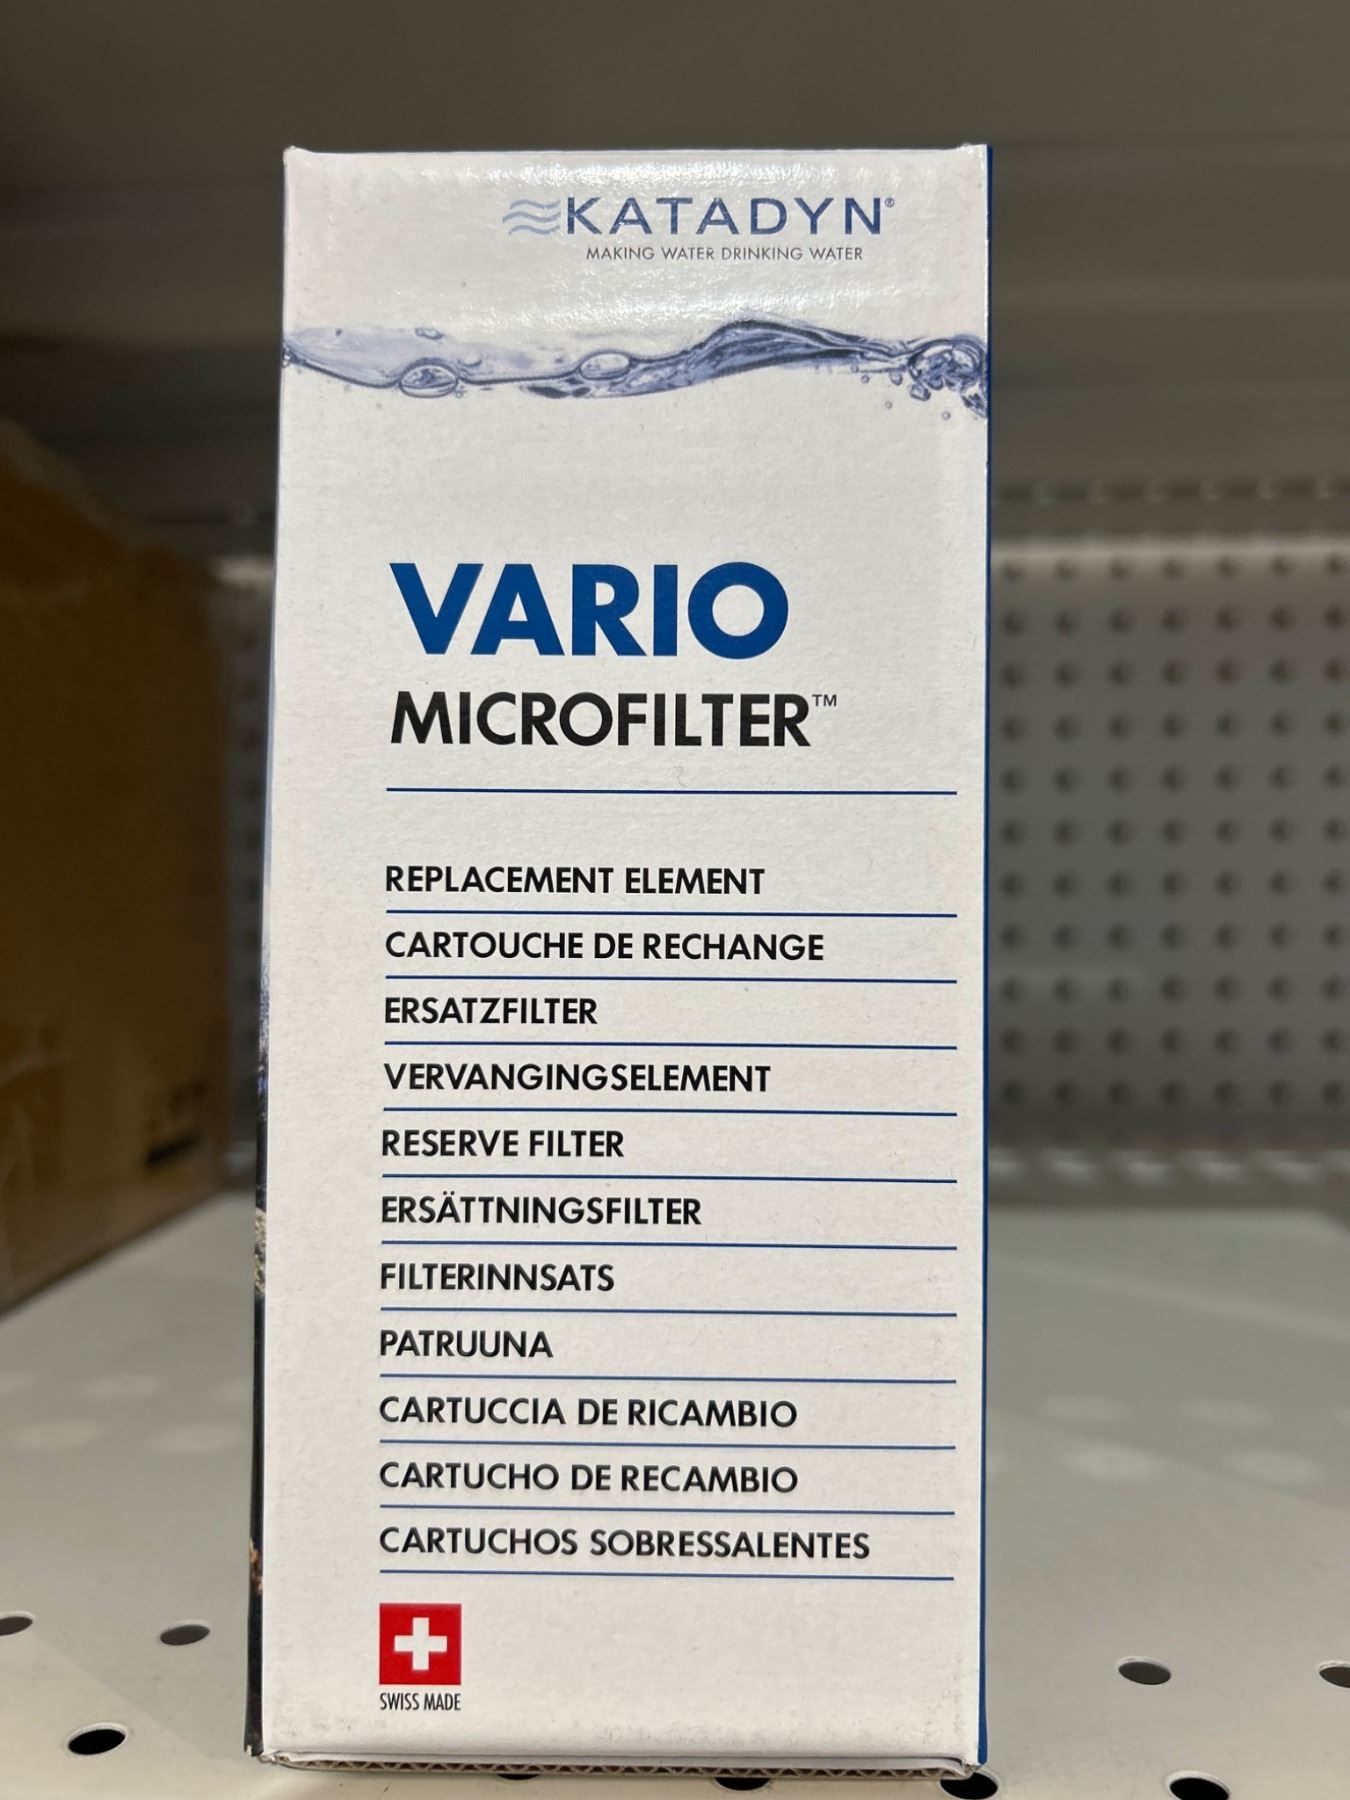 KATADYN®
MAKING WATER DRINKING WATER
VARIO
MICROFILTER™
REPLACEMENT ELEMENT
CARTOUCHE DE RECHANGE
ERSATZFILTER
VERVANGINGSELEMENT
RESERVE FILTER
ERSÄTTNINGSFILTER
FILTERINNSATS
PATRUUNA
CARTUCCIA DE RICAMBIO
CARTUCHO DE RECAMBIO
CARTUCHOS SOBRESSALENTES
SWISS MADE